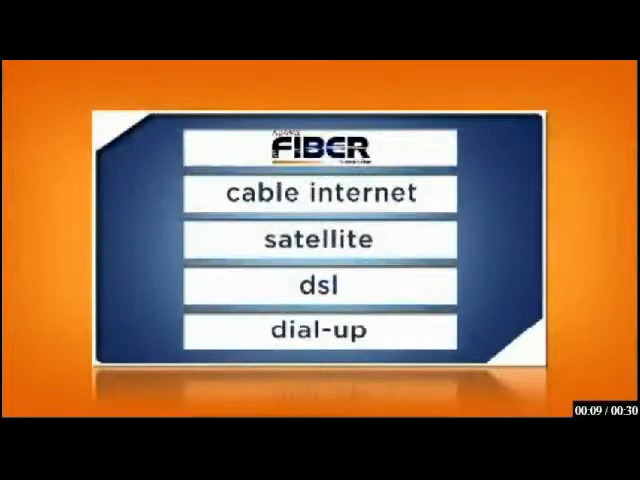 FIBER
cable internet
satellite
dsl
dial-up
00:09 / 00:30